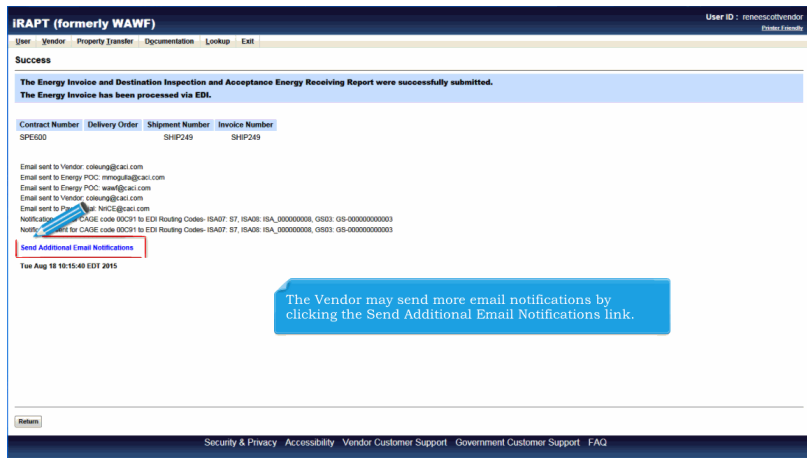 iRAPT (formerly WAWF)
User ID : reneescottvendor
Printer Friendly
User Vendor Property Transfer Documentation Lookup Exit
Success
The Energy Invoice and Destination Inspection and Acceptance Energy Receiving Report were successfully submitted.
The Energy Invoice has been processed via EDI.
Contract Number Delivery Order Shipment Number Invoice Number
SPE600 SHIP249 SHIP249
Email sent to Vendor: coleung@caci.com
Email sent to Energy POC: mmogulla@caci.com
Email sent to Energy POC: wawf@caci.com
Email sent to Vendor: coleung@caci.com
Email sent to Pay Official: NriCE@caci.com
CAGE code 00C91 to EDI Routing Codes- ISA07: S7, ISA08: ISA_000000008, GS03: GS-000000000003
for CAGE code 00C91 to EDI Routing Codes- ISA07: S7, ISA08: ISA_000000008, GS03: GS-000000000003
Send Additional Email Notifications
Tue Aug 18 10:15:40 EDT 2015
The Vendor may send more email notifications by
clicking the Send Additional Email Notifications link.
Return
Security & Privacy Accessibility Vendor Customer Support Government Customer Support FAQ